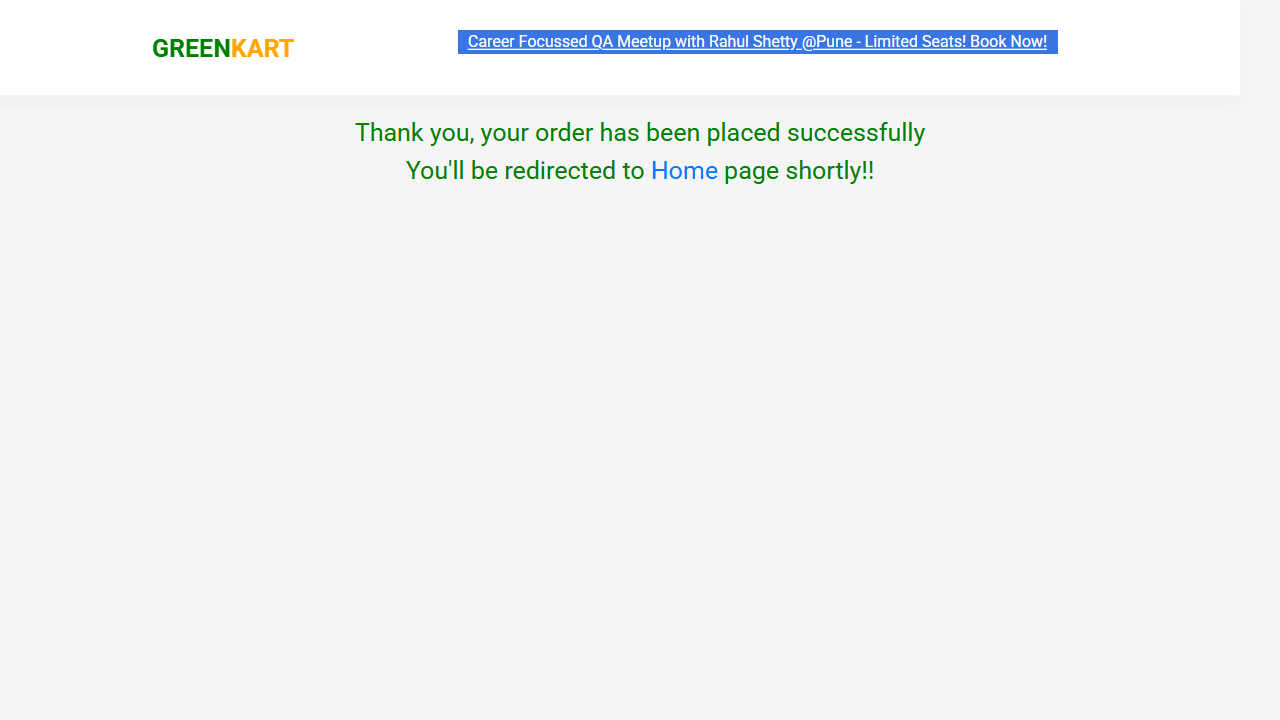 GREENKART
Career Focussed QA Meetup with Rahul Shetty @Pune - Limited Seats! Book Now!
Thank you, your order has been placed successfully
You'll be redirected to Home page shortly!!